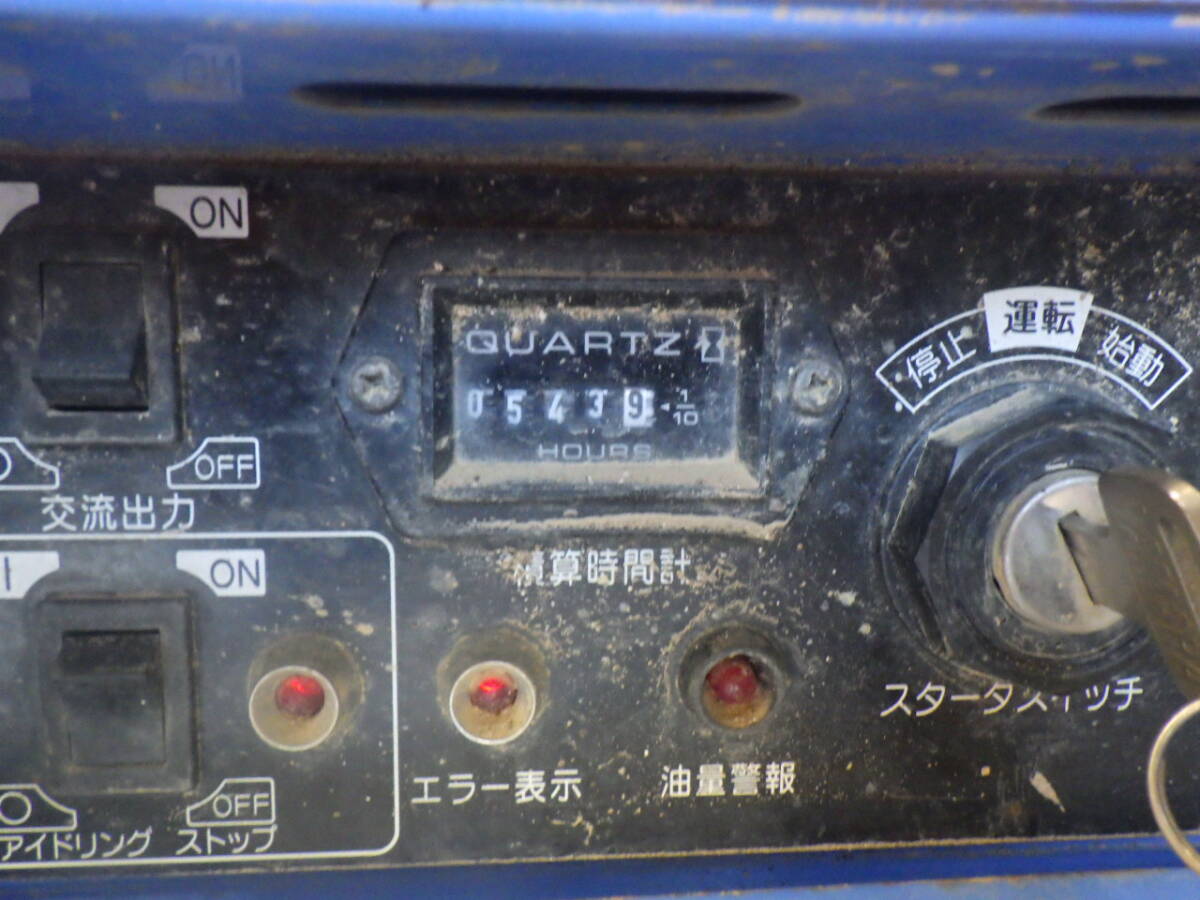 ON
QUARTZ
05439 1/10
HOURS
停止 運転 始動
OFF
交流出力
積算時間計
I ON
スタータスイッチ
エラー表示
油量警報
OFF
アイドリング ストップ